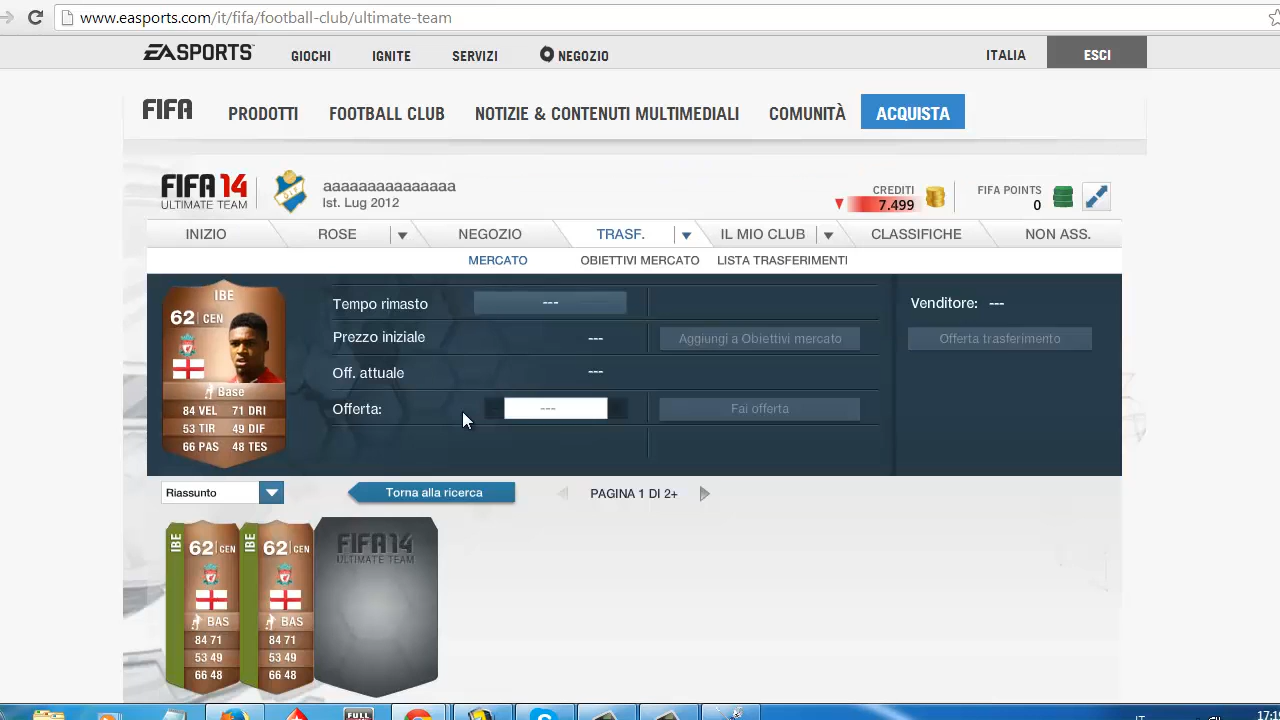 www.easports.com/it/fifa/football-club/ultimate-team
EA SPORTS GIOCHI IGNITE SERVIZI NEGOZIO ITALIA ESCI
FIFA PRODOTTI FOOTBALL CLUB NOTIZIE & CONTENUTI MULTIMEDIALI COMUNITÀ ACQUISTA
FIFA 14
ULTIMATE TEAM
aaaaaaaaaaaaaaa
Ist. Lug 2012
CREDITI
7.499
FIFA POINTS
0
INIZIO ROSE NEGOZIO TRASF. IL MIO CLUB CLASSIFICHE NON ASS.
MERCATO OBIETTIVI MERCATO LISTA TRASFERIMENTI
IBE
62 CEN
Base
84 VEL 71 DRI
53 TIR 49 DIF
66 PAS 48 TES
Tempo rimasto ---
Prezzo iniziale --- Aggiungi a Obiettivi mercato
Off. attuale ---
Offerta: --- Fai offerta
Venditore: ---
Offerta trasferimento
Riassunto Torna alla ricerca PAGINA 1 DI 2+
IBE
62 CEN
BAS
84 71
53 49
66 48
IBE
62 CEN
BAS
84 71
53 49
66 48
FIFA 14
ULTIMATE TEAM
FULL